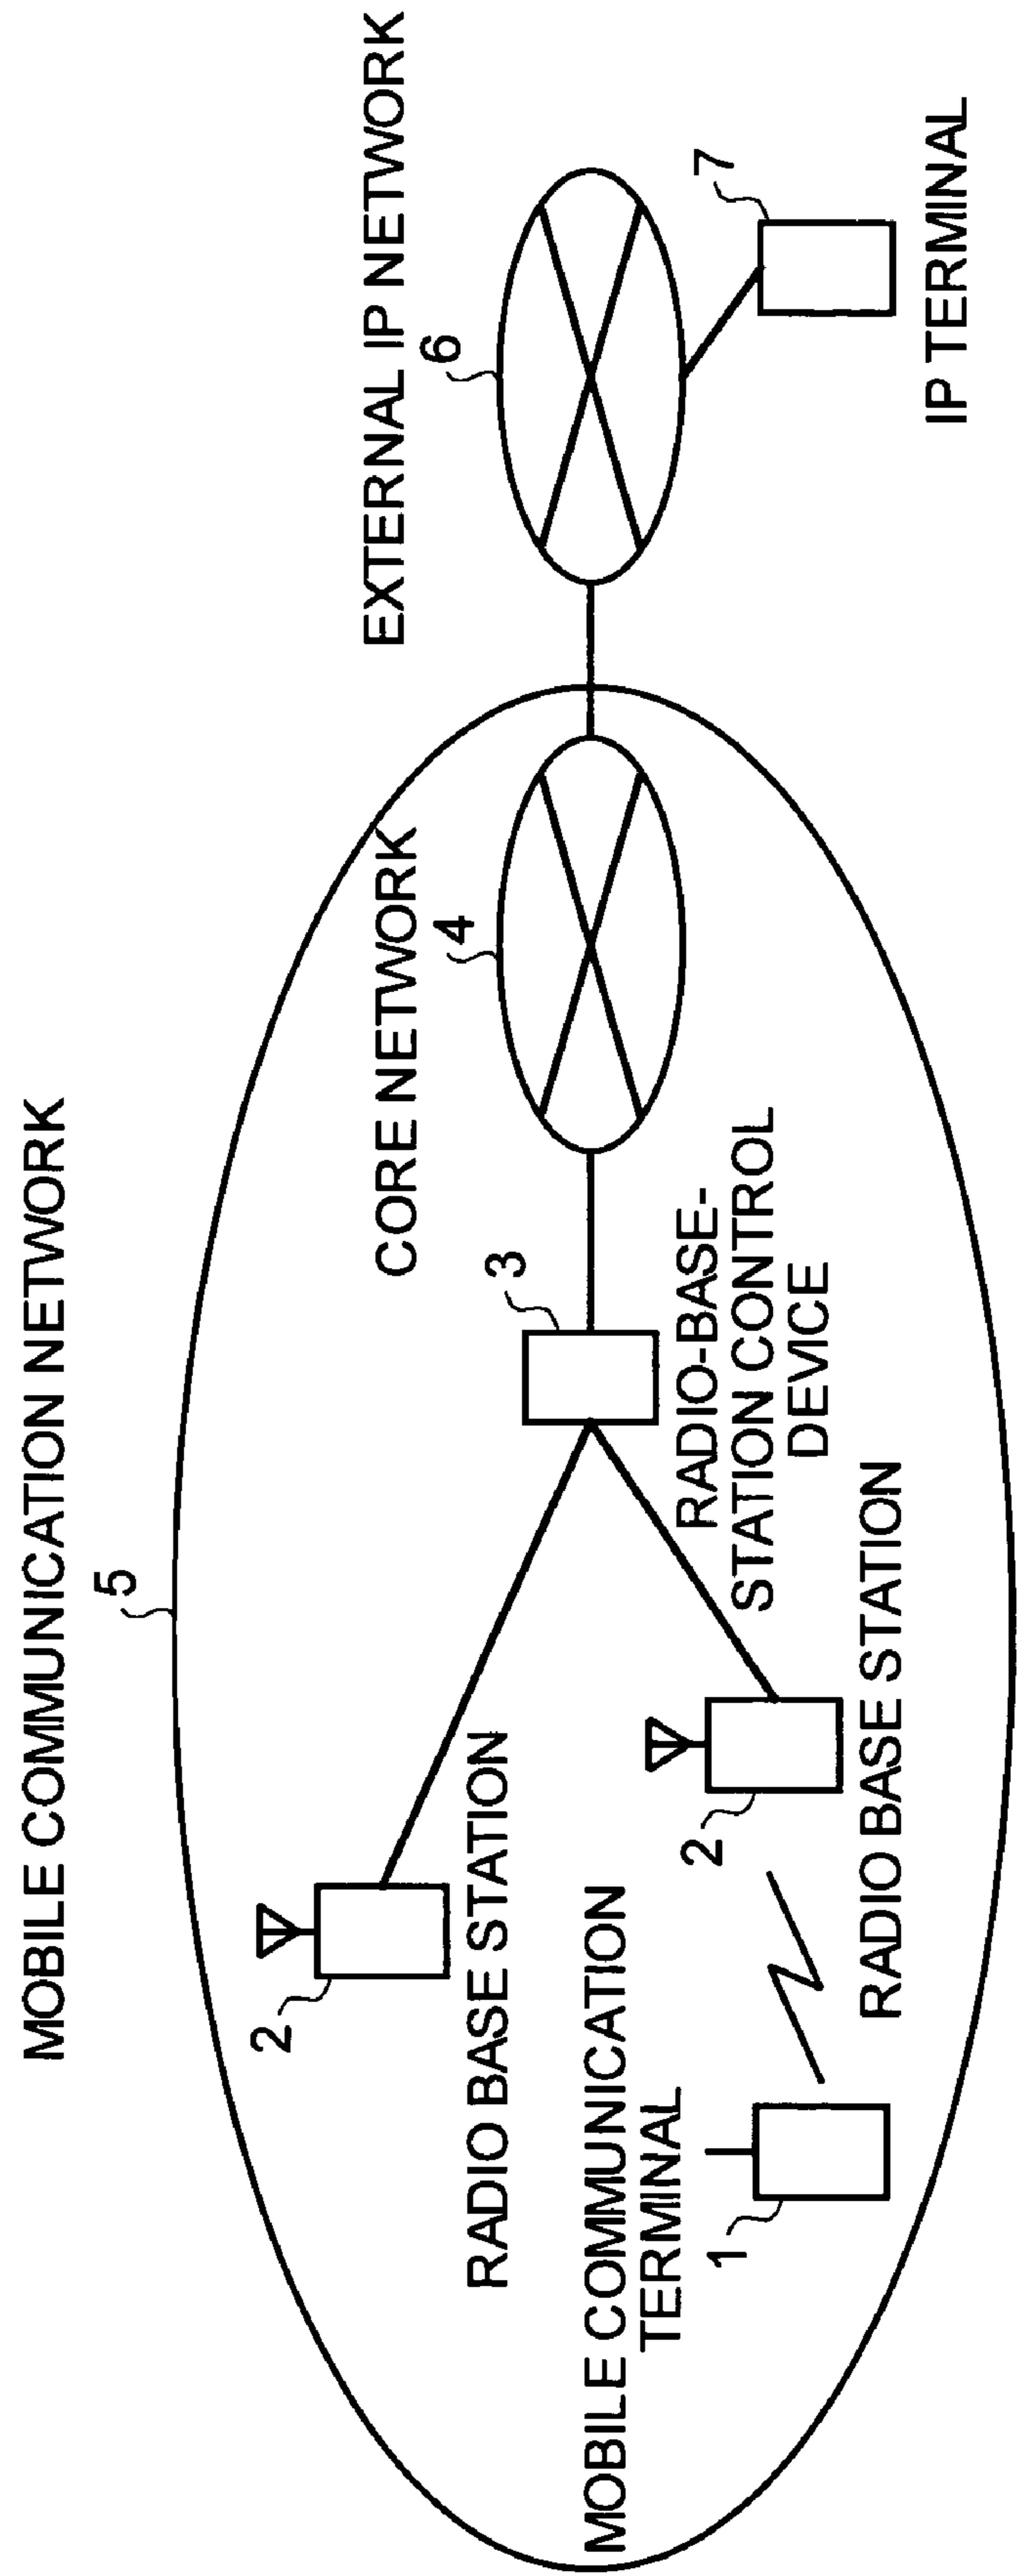 MOBILE COMMUNICATION NETWORK
5
EXTERNAL IP NETWORK
6
CORE NETWORK
4
2
RADIO BASE STATION
3
RADIO-BASE-
STATION CONTROL
DEVICE
7
IP TERMINAL
MOBILE COMMUNICATION
TERMINAL
1
2
RADIO BASE STATION